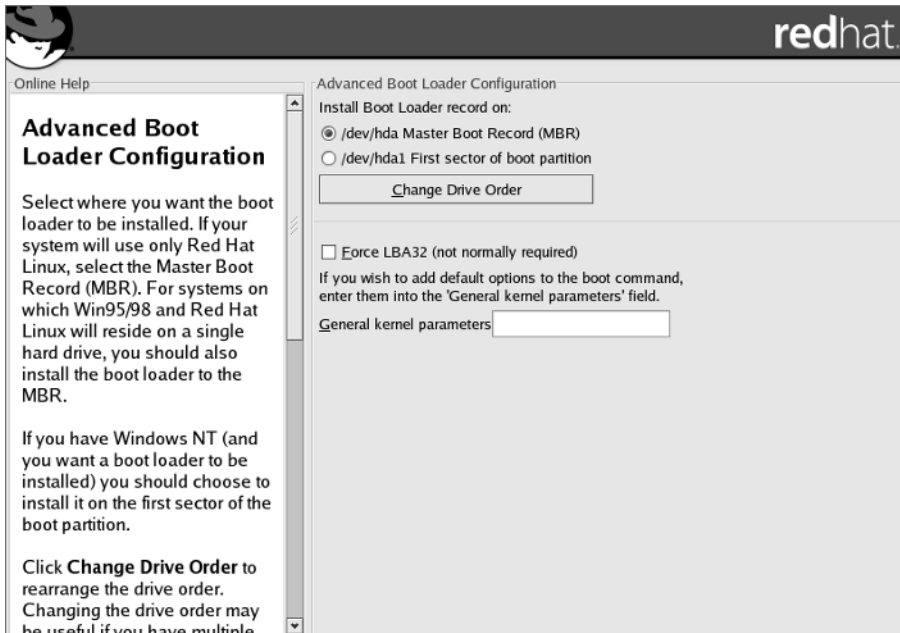 redhat.
Online Help
Advanced Boot
Loader Configuration
Select where you want the boot
loader to be installed. If your
system will use only Red Hat
Linux, select the Master Boot
Record (MBR). For systems on
which Win95/98 and Red Hat
Linux will reside on a single
hard drive, you should also
install the boot loader to the
MBR.
If you have Windows NT (and
you want a boot loader to be
installed) you should choose to
install it on the first sector of the
boot partition.
Click Change Drive Order to
rearrange the drive order.
Changing the drive order may
be useful if you have multiple
Advanced Boot Loader Configuration
Install Boot Loader record on:
/dev/hda Master Boot Record (MBR)
/dev/hda1 First sector of boot partition
Change Drive Order
Force LBA32 (not normally required)
If you wish to add default options to the boot command,
enter them into the 'General kernel parameters' field.
General kernel parameters